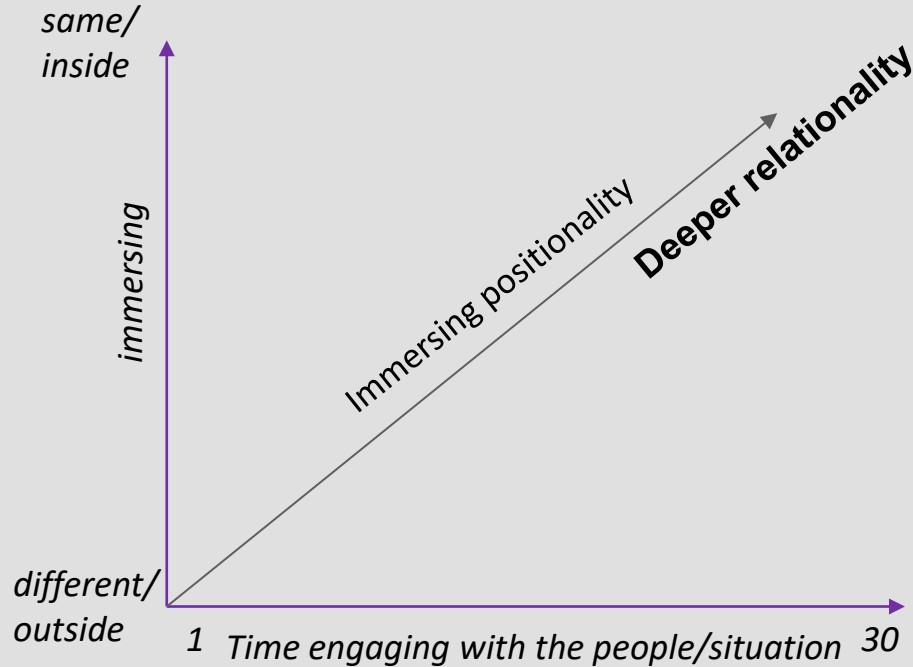 same/
inside
immersing
Immersing positionality
Deeper relationality
different/
outside
1 Time engaging with the people/situation 30